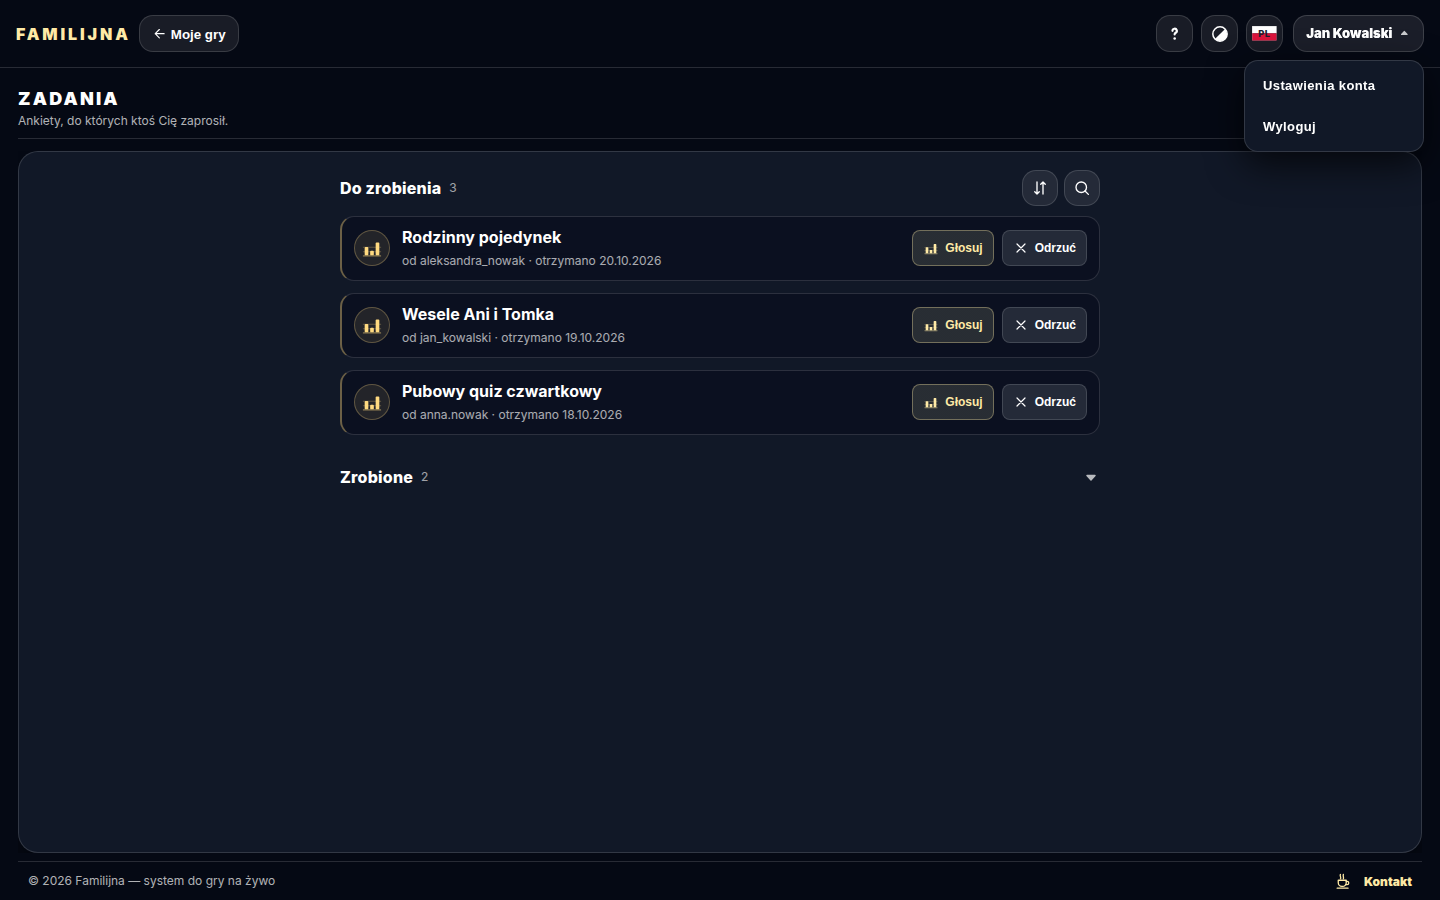 FAMILIJNA
← Moje gry
?
PL
Jan Kowalski
Ustawienia konta
Wyloguj
ZADANIA
Ankiety, do których ktoś Cię zaprosił.
Do zrobienia 3
Rodzinny pojedynek
od aleksandra_nowak · otrzymano 20.10.2026
Głosuj
Odrzuć
Wesele Ani i Tomka
od jan_kowalski · otrzymano 19.10.2026
Głosuj
Odrzuć
Pubowy quiz czwartkowy
od anna.nowak · otrzymano 18.10.2026
Głosuj
Odrzuć
Zrobione 2
© 2026 Familijna — system do gry na żywo
Kontakt